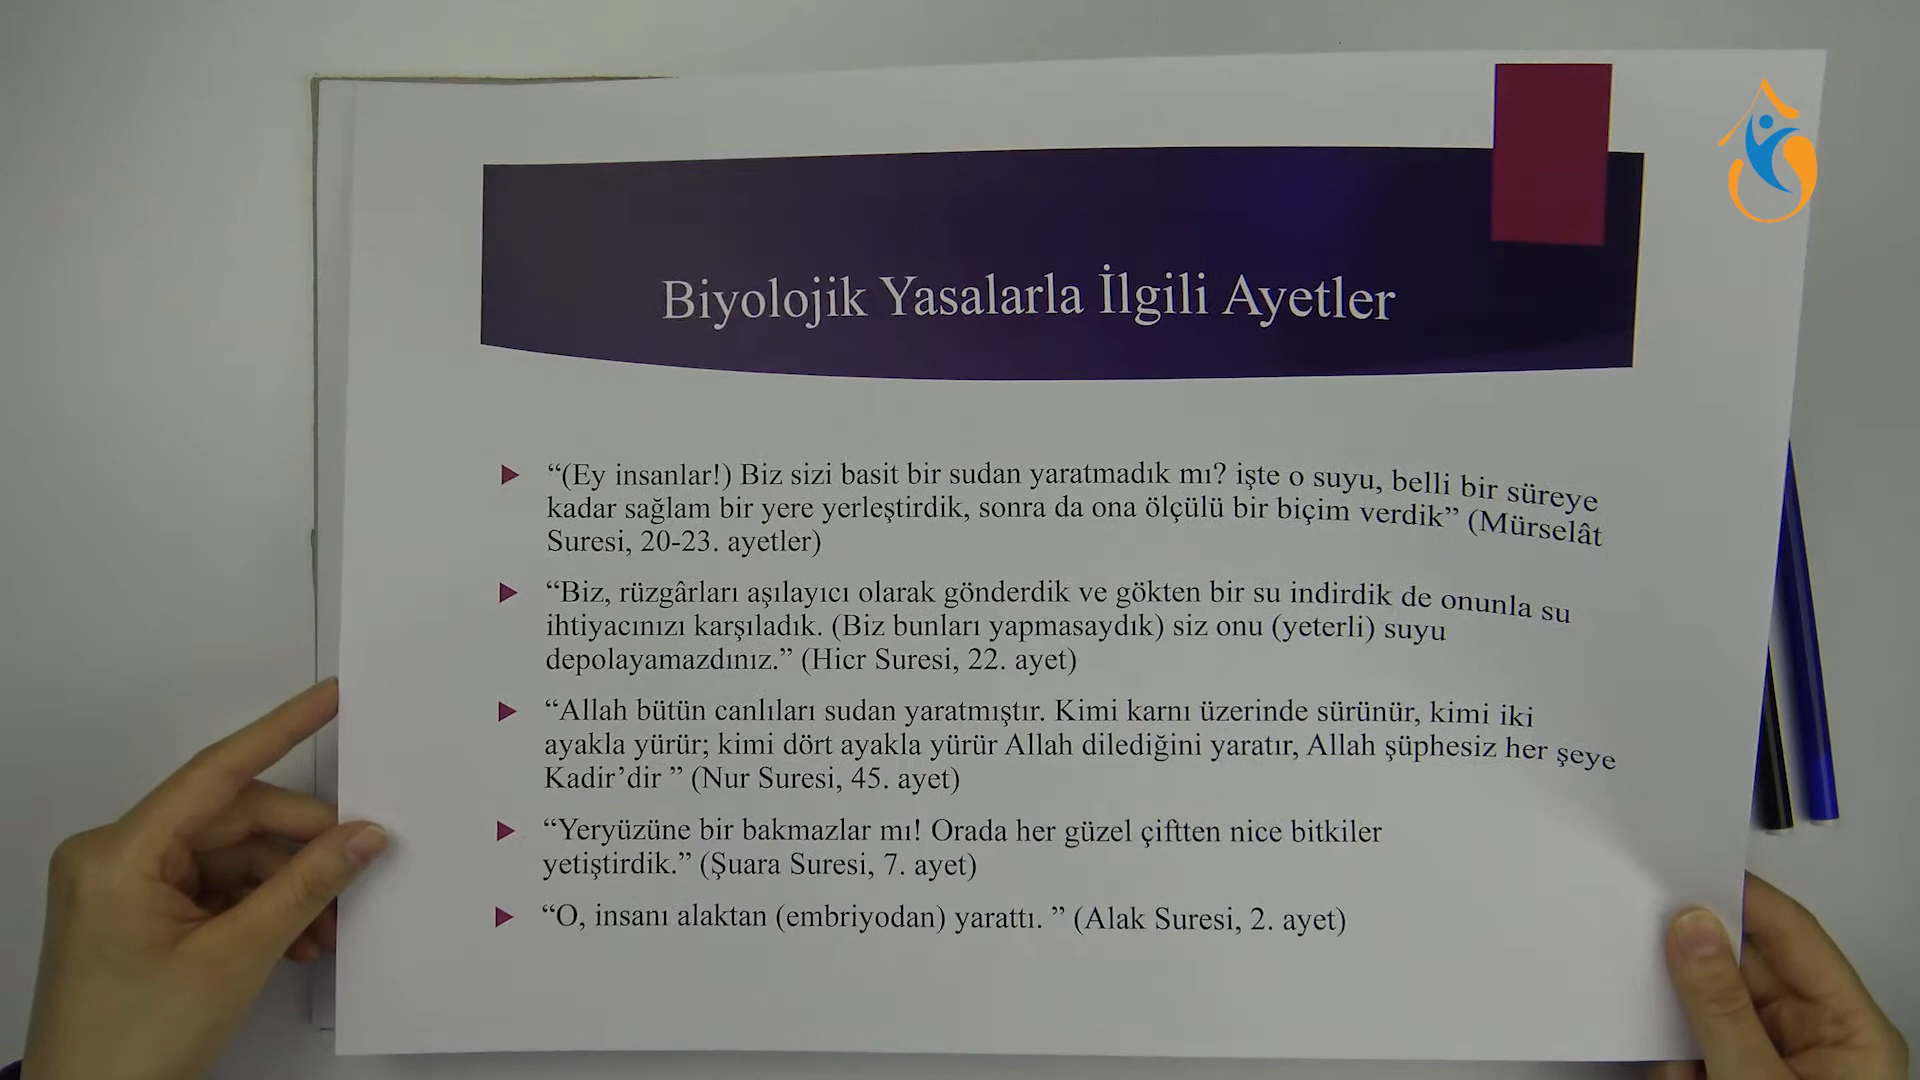 Biyolojik Yasalarla İlgili Ayetler
“(Ey insanlar!) Biz sizi basit bir sudan yaratmadık mı? işte o suyu, belli bir süreye
kadar sağlam bir yere yerleştirdik, sonra da ona ölçülü bir biçim verdik” (Mürselât
Suresi, 20-23. ayetler)
“Biz, rüzgârları aşılayıcı olarak gönderdik ve gökten bir su indirdik de onunla su
ihtiyacınızı karşıladık. (Biz bunları yapmasaydık) siz onu (yeterli) suyu
depolayamazdınız.” (Hicr Suresi, 22. ayet)
“Allah bütün canlıları sudan yaratmıştır. Kimi karnı üzerinde sürünür, kimi iki
ayakla yürür; kimi dört ayakla yürür Allah dilediğini yaratır, Allah şüphesiz her şeye
Kadir’dir ” (Nur Suresi, 45. ayet)
“Yeryüzüne bir bakmazlar mı! Orada her güzel çiftten nice bitkiler
yetiştirdik.” (Şuara Suresi, 7. ayet)
“O, insanı alaktan (embriyodan) yarattı. ” (Alak Suresi, 2. ayet)